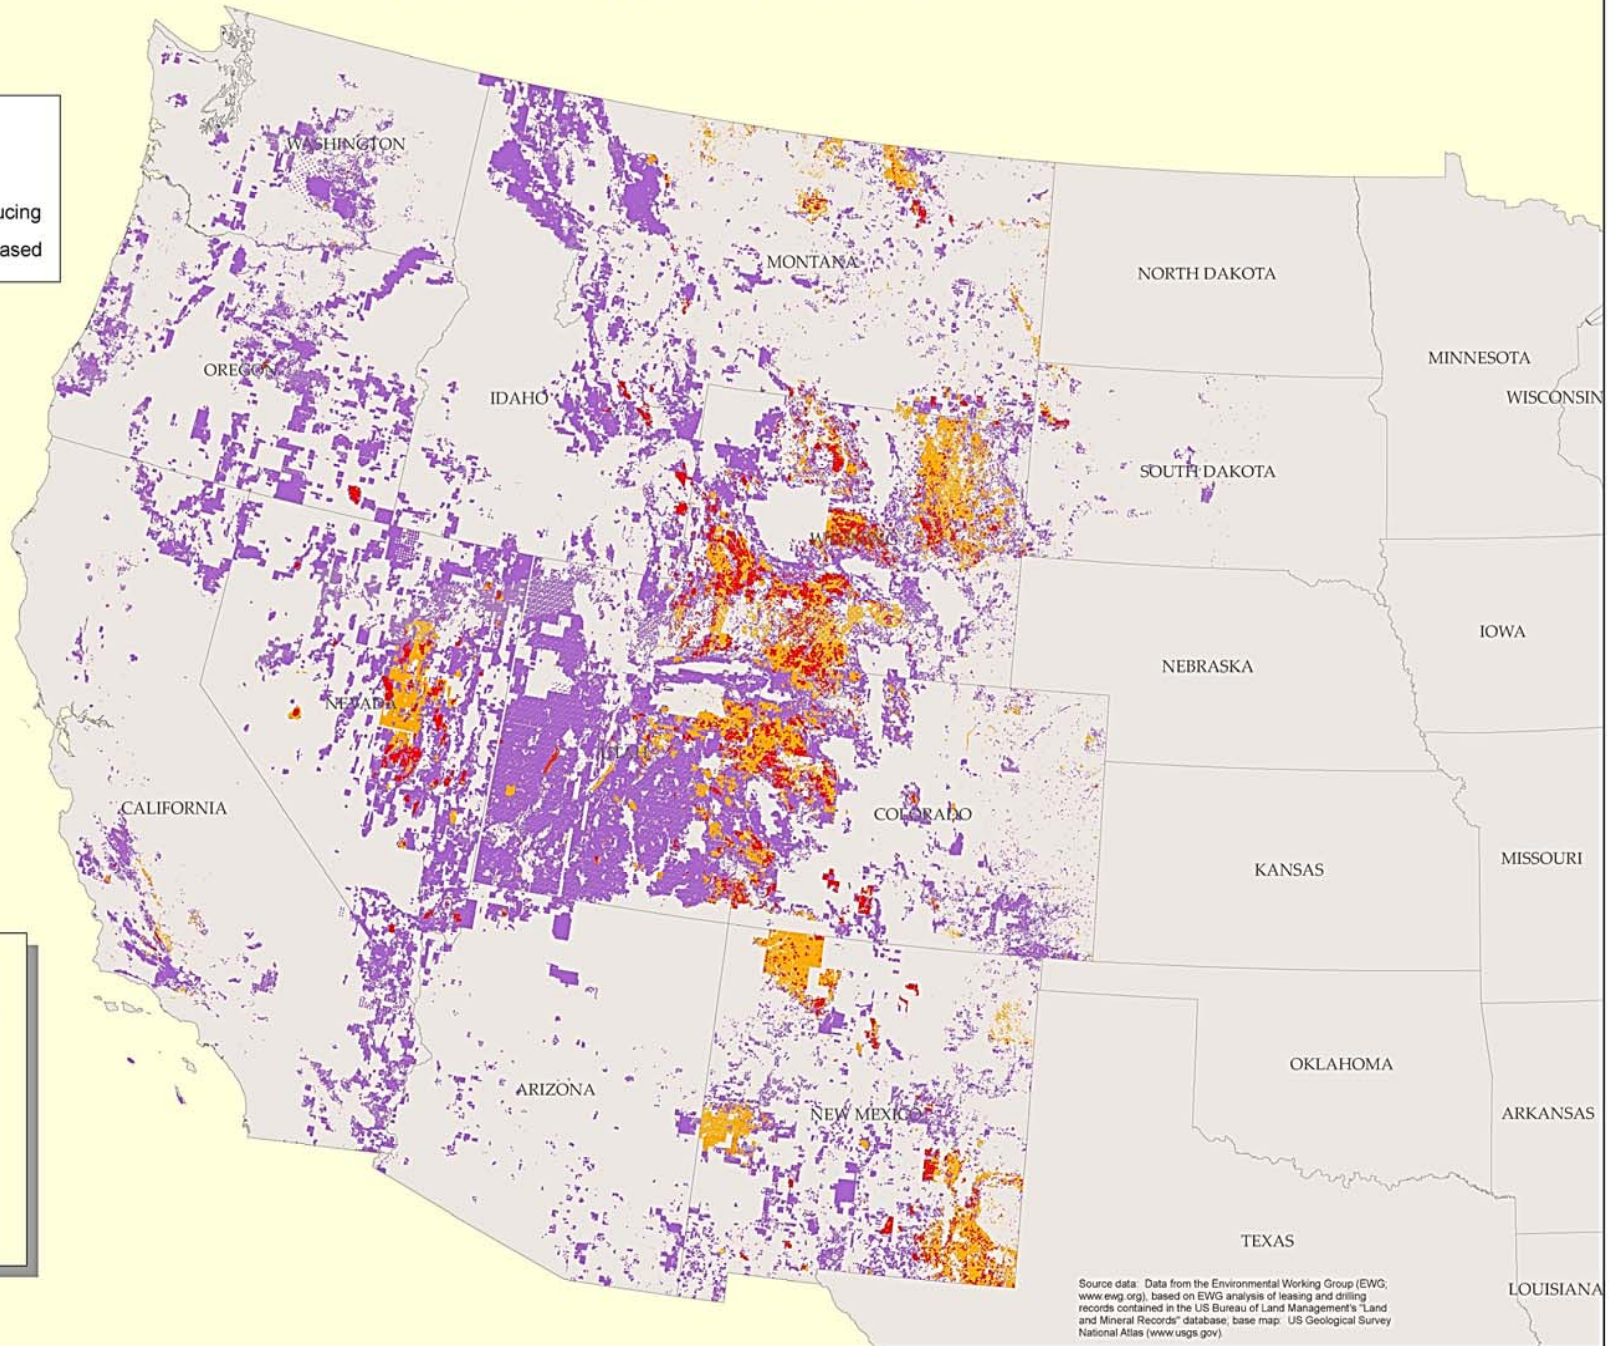 ucing
ased
WASHINGTON
MONTANA
NORTH DAKOTA
MINNESOTA
OREGON
IDAHO
WISCONSIN
SOUTH DAKOTA
WYOMING
IOWA
NEBRASKA
NEVADA
UTAH
CALIFORNIA
COLORADO
MISSOURI
KANSAS
OKLAHOMA
ARIZONA
NEW MEXICO
ARKANSAS
TEXAS
LOUISIANA
Source data: Data from the Environmental Working Group (EWG;
www.ewg.org), based on EWG analysis of leasing and drilling
records contained in the US Bureau of Land Management's "Land
and Mineral Records" database; base map: US Geological Survey
National Atlas (www.usgs.gov).